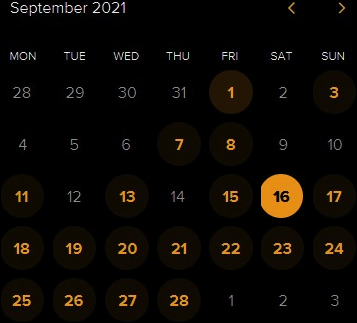 September 2021
MON TUE WED THU FRI SAT SUN
28 29 30 31 1 2 3
4 5 6 7 8 9 10
11 12 13 14 15 16 17
18 19 20 21 22 23 24
25 26 27 28 1 2 3